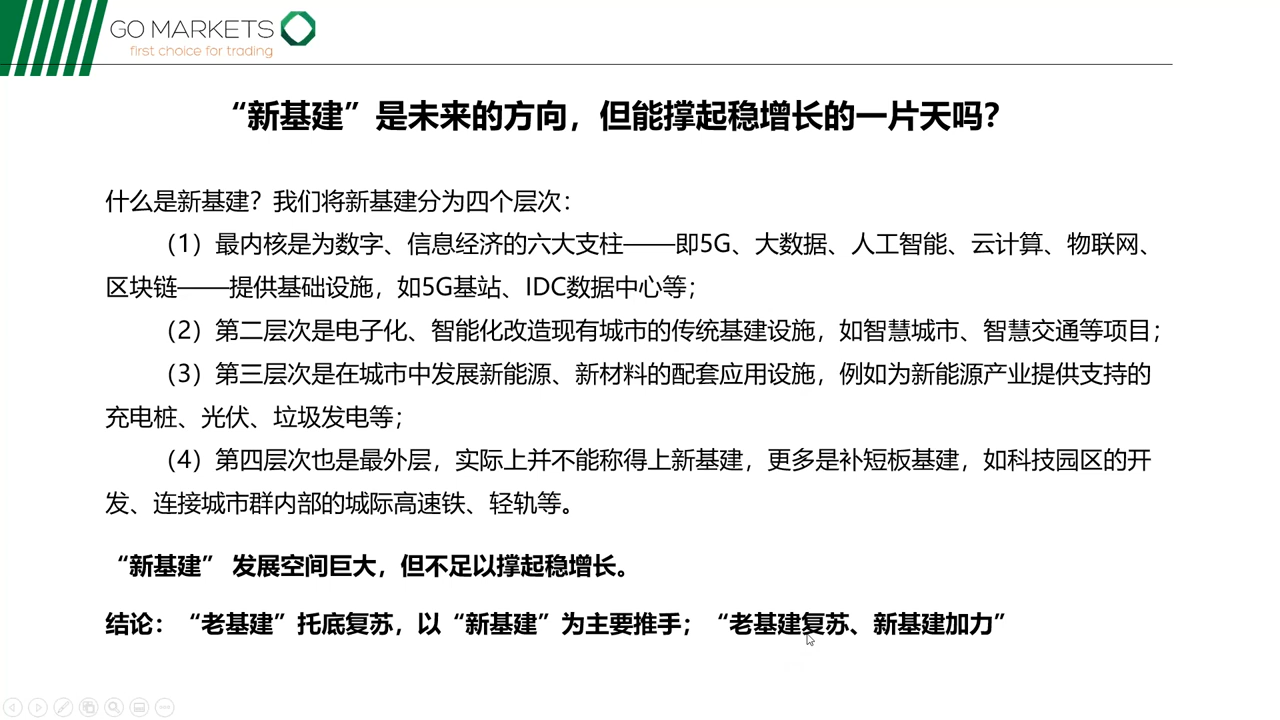 GO MARKETS
first choice for trading
“新基建”是未来的方向，但能撑起稳增长的一片天吗？
什么是新基建？我们将新基建分为四个层次：
（1）最内核是为数字、信息经济的六大支柱——即5G、大数据、人工智能、云计算、物联网、
区块链——提供基础设施，如5G基站、IDC数据中心等；
（2）第二层次是电子化、智能化改造现有城市的传统基建设施，如智慧城市、智慧交通等项目；
（3）第三层次是在城市中发展新能源、新材料的配套应用设施，例如为新能源产业提供支持的
充电桩、光伏、垃圾发电等；
（4）第四层次也是最外层，实际上并不能称得上新基建，更多是补短板基建，如科技园区的开
发、连接城市群内部的城际高速铁、轻轨等。
“新基建” 发展空间巨大，但不足以撑起稳增长。
结论：“老基建”托底复苏，以“新基建”为主要推手；“老基建复苏、新基建加力”